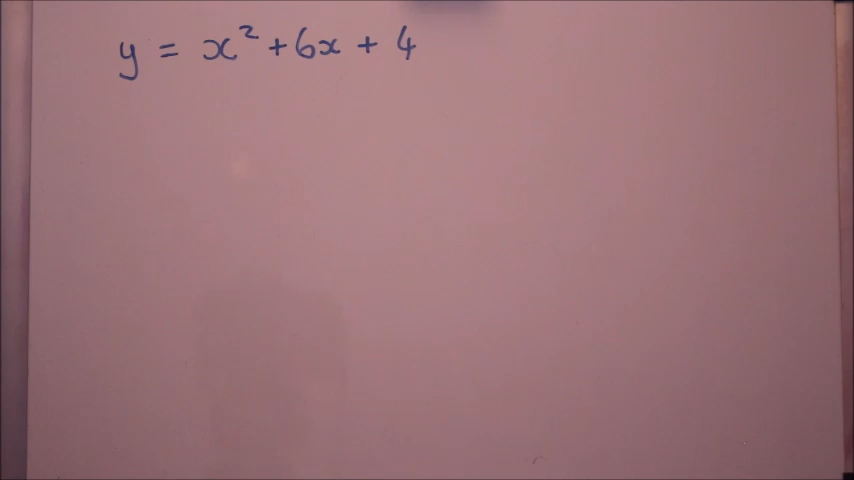 y = x² + 6x + 4